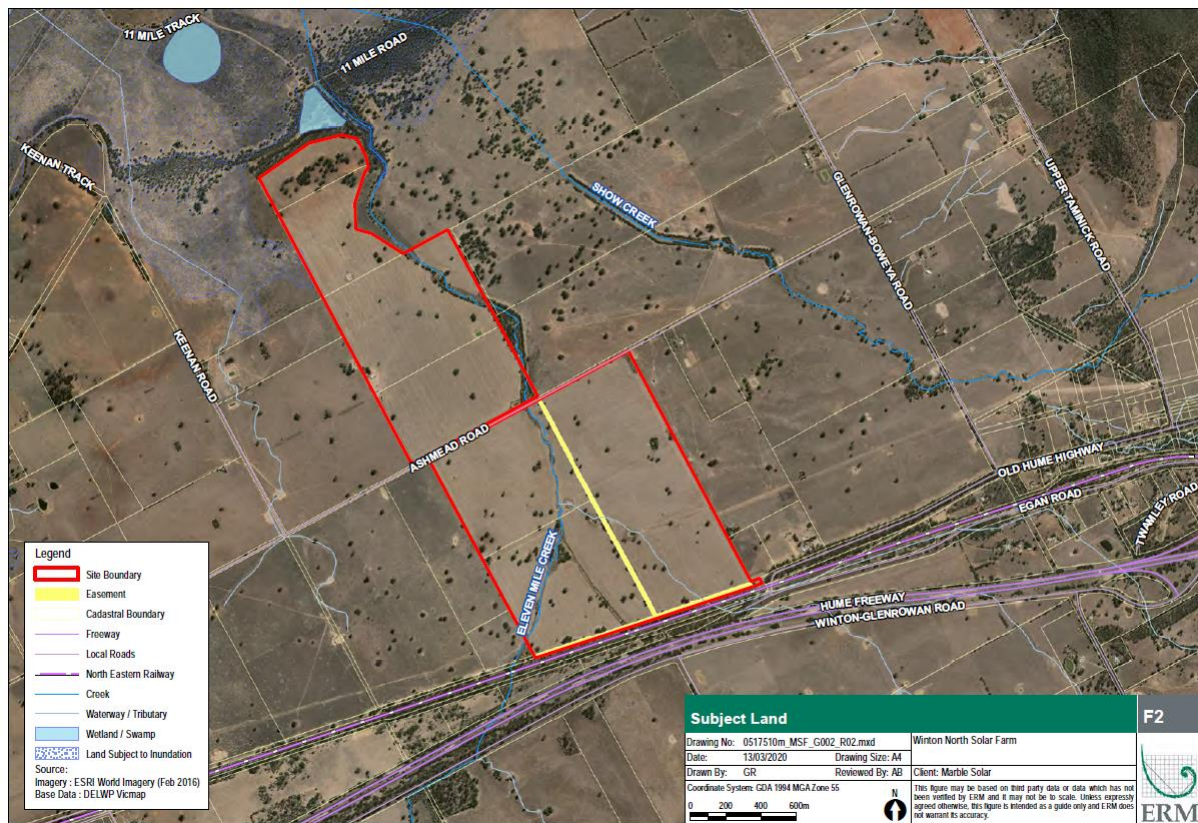 11 MILE TRACK
11 MILE ROAD
KEENAN TRACK
SHOW CREEK
GLENROWAN-BOWEYA ROAD
UPPER TAMINICK ROAD
KEENAN ROAD
ASHMEAD ROAD
OLD HUME HIGHWAY
EGAN ROAD
TWAMLEY ROAD
ELEVEN MILE CREEK
HUME FREEWAY
WINTON-GLENROWAN ROAD
Legend
Site Boundary
Easement
Cadastral Boundary
Freeway
Local Roads
North Eastern Railway
Creek
Waterway / Tributary
Wetland / Swamp
Land Subject to Inundation
Source:
Imagery : ESRI World Imagery (Feb 2016)
Base Data : DELWP Vicmap
Subject Land
F2
Drawing No: 0517510m_MSF_G002_R02.mxd
Winton North Solar Farm
Date: 13/03/2020 Drawing Size: A4
Drawn By: GR Reviewed By: AB
Client: Marble Solar
Coordinate System: GDA 1994 MGA Zone 55
0 200 400 600m
N
This figure may be based on third party data or data which has not
been verified by ERM and it may not be to scale. Unless expressly
agreed otherwise, this figure is intended as a guide only and ERM does
not warrant its accuracy.
ERM